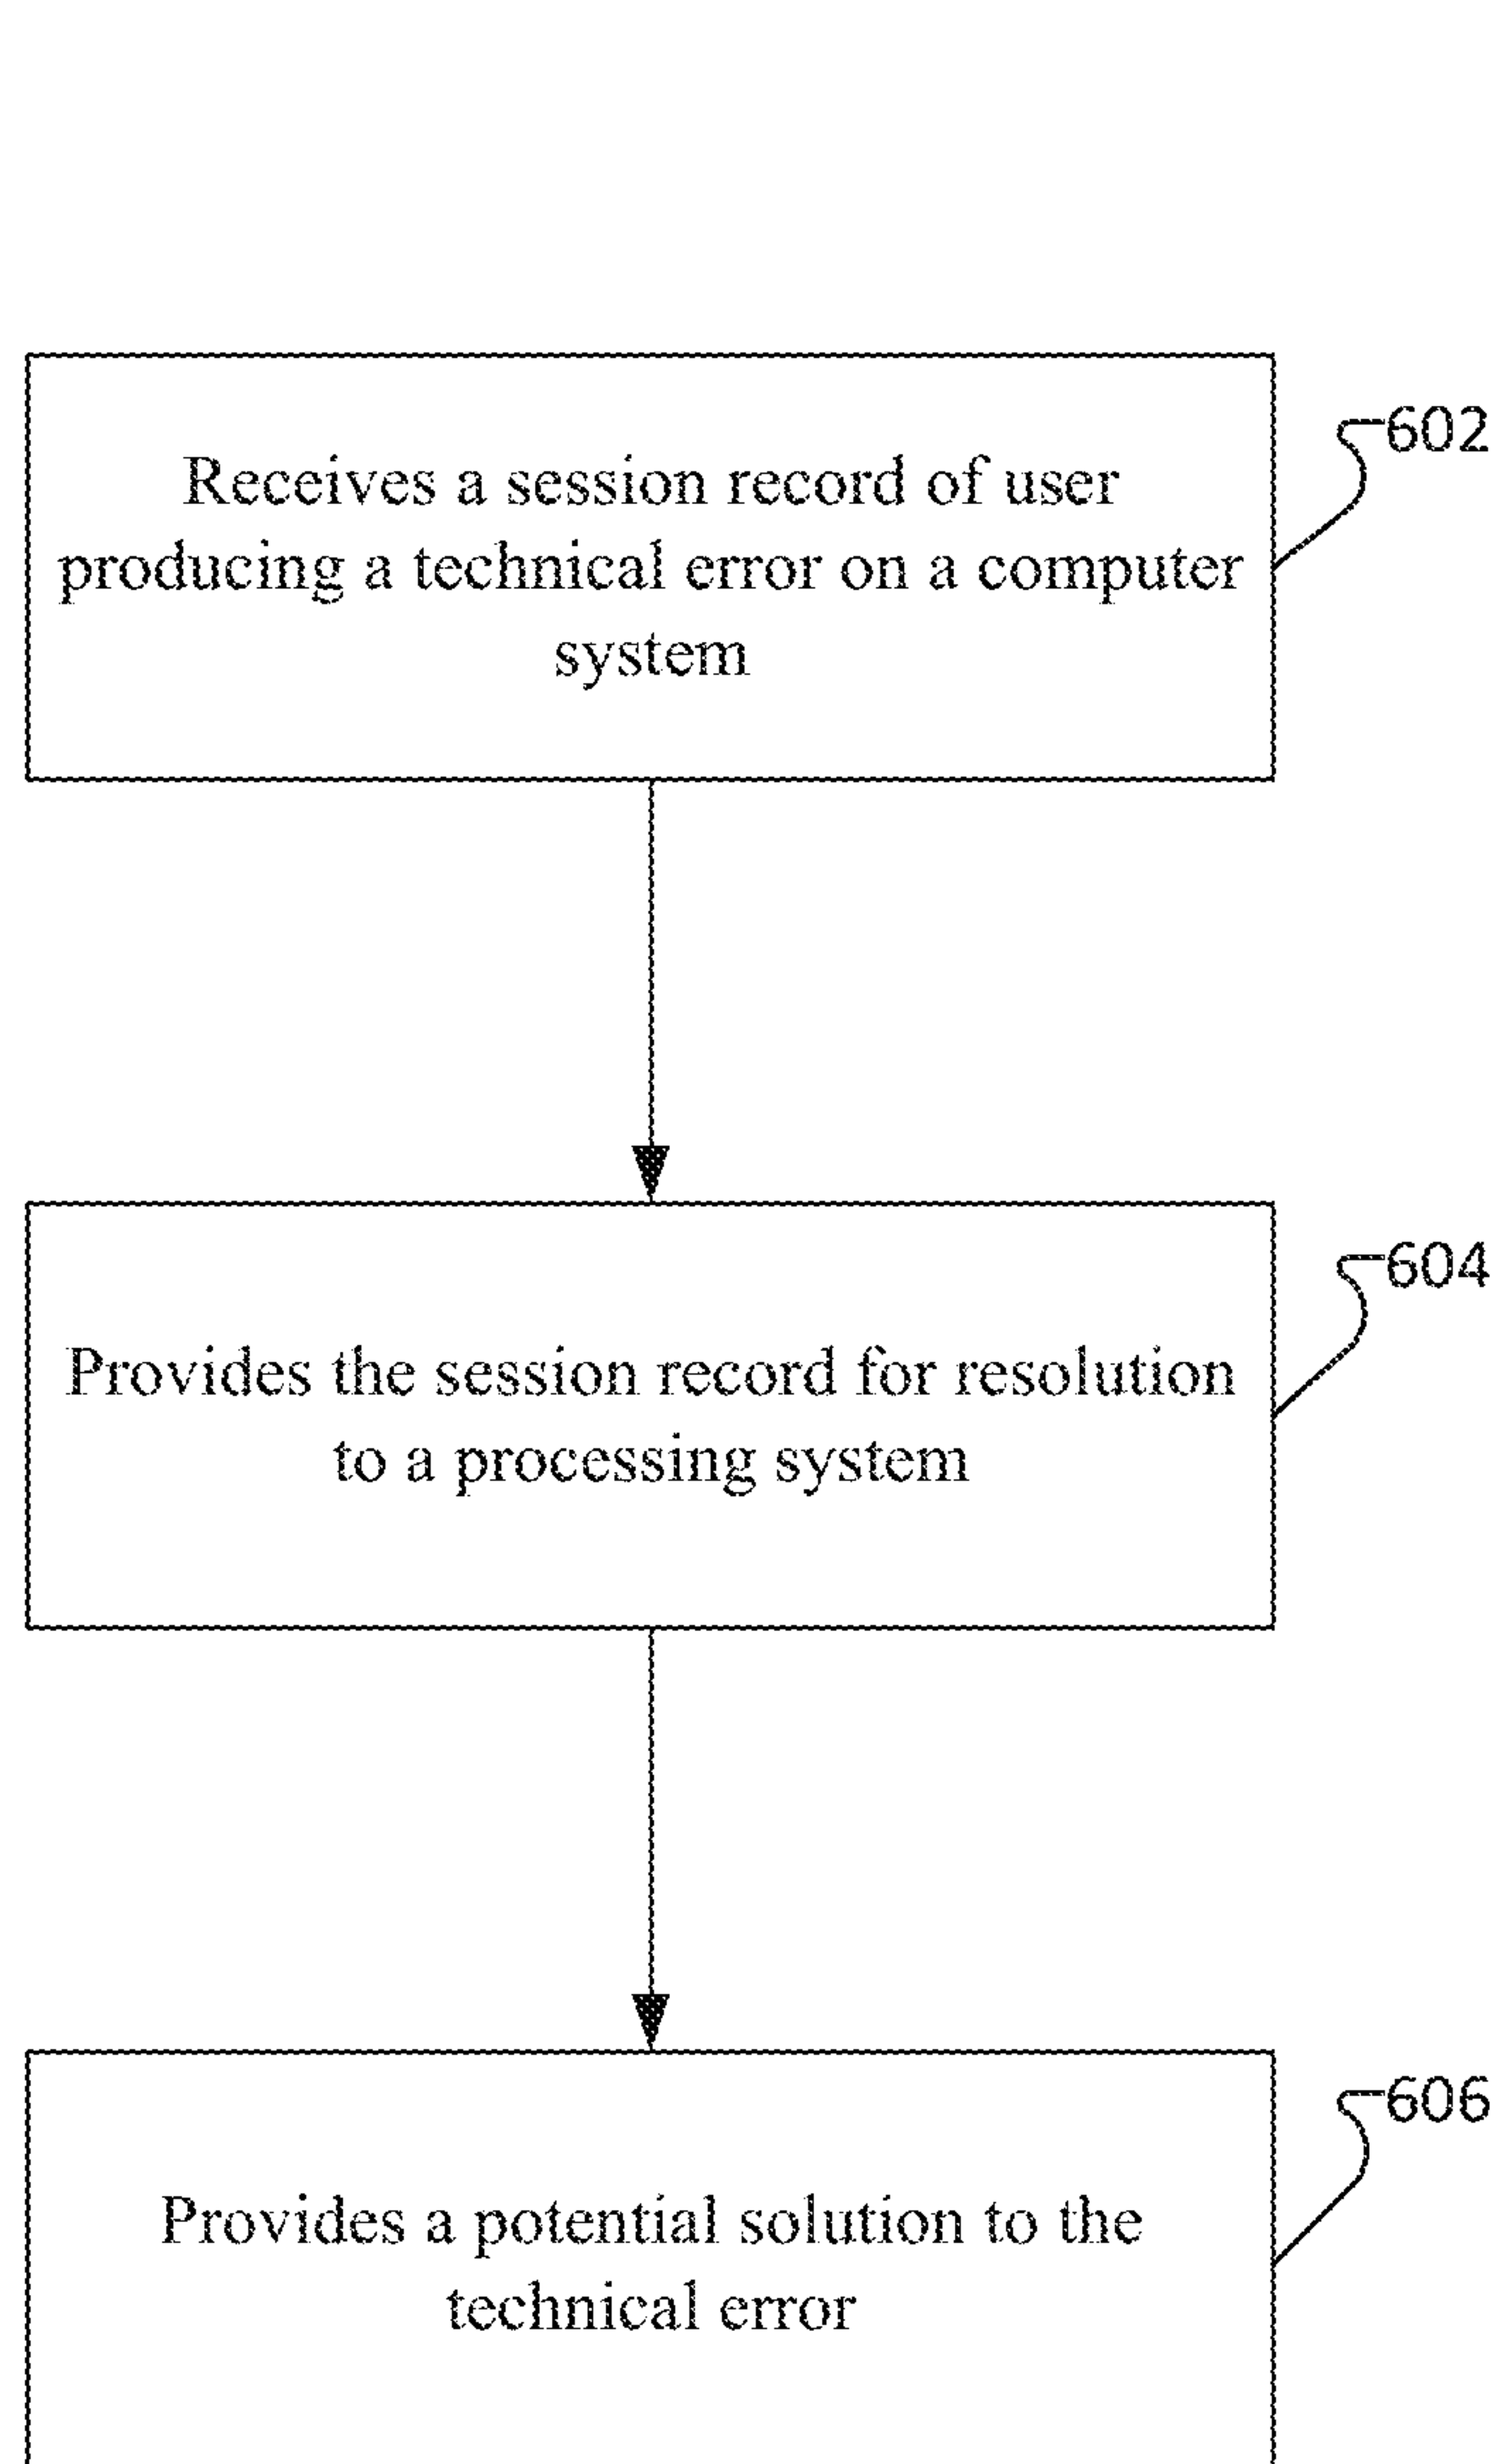 602
Receives a session record of user
producing a technical error on a computer
system
604
Provides the session record for resolution
to a processing system
606
Provides a potential solution to the
technical error